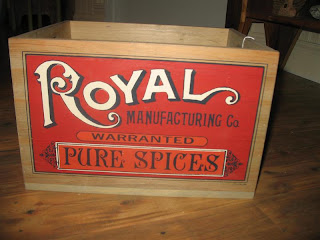 ROYAL
MANUFACTURING Co.
WARRANTED
PURE SPICES